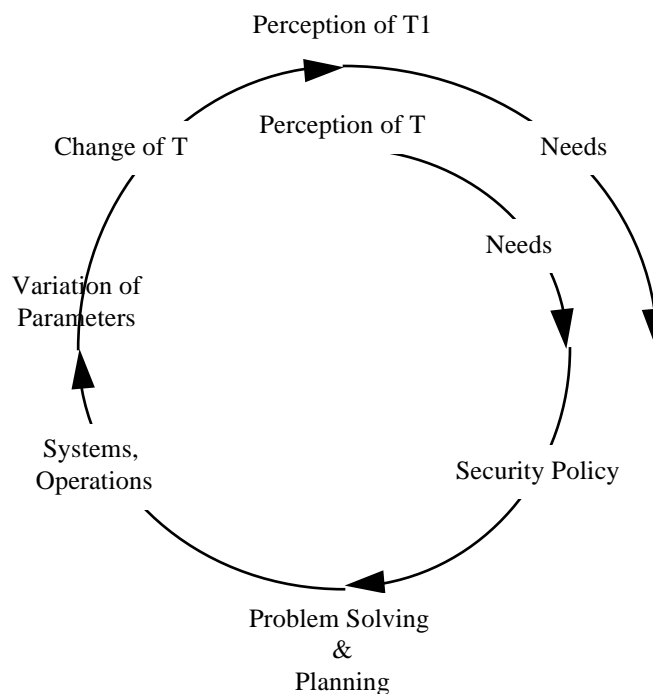 Perception of T1
Perception of T
Change of T
Needs
Needs
Variation of
Parameters
Systems,
Operations
Security Policy
Problem Solving
&
Planning